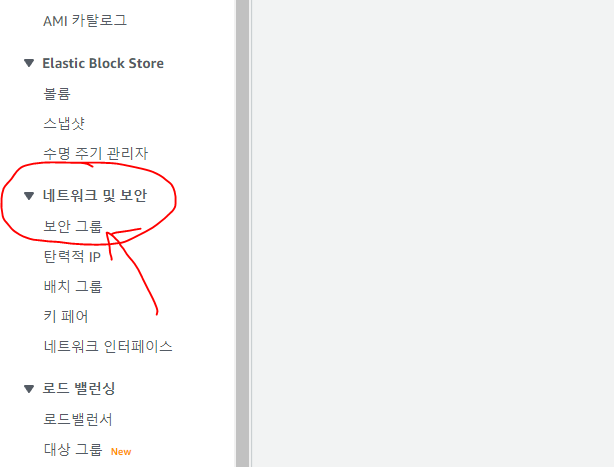 AMI 카탈로그
Elastic Block Store
볼륨
스냅샷
수명 주기 관리자
네트워크 및 보안
보안 그룹
탄력적 IP
배치 그룹
키 페어
네트워크 인터페이스
로드 밸런싱
로드밸런서
대상 그룹 New